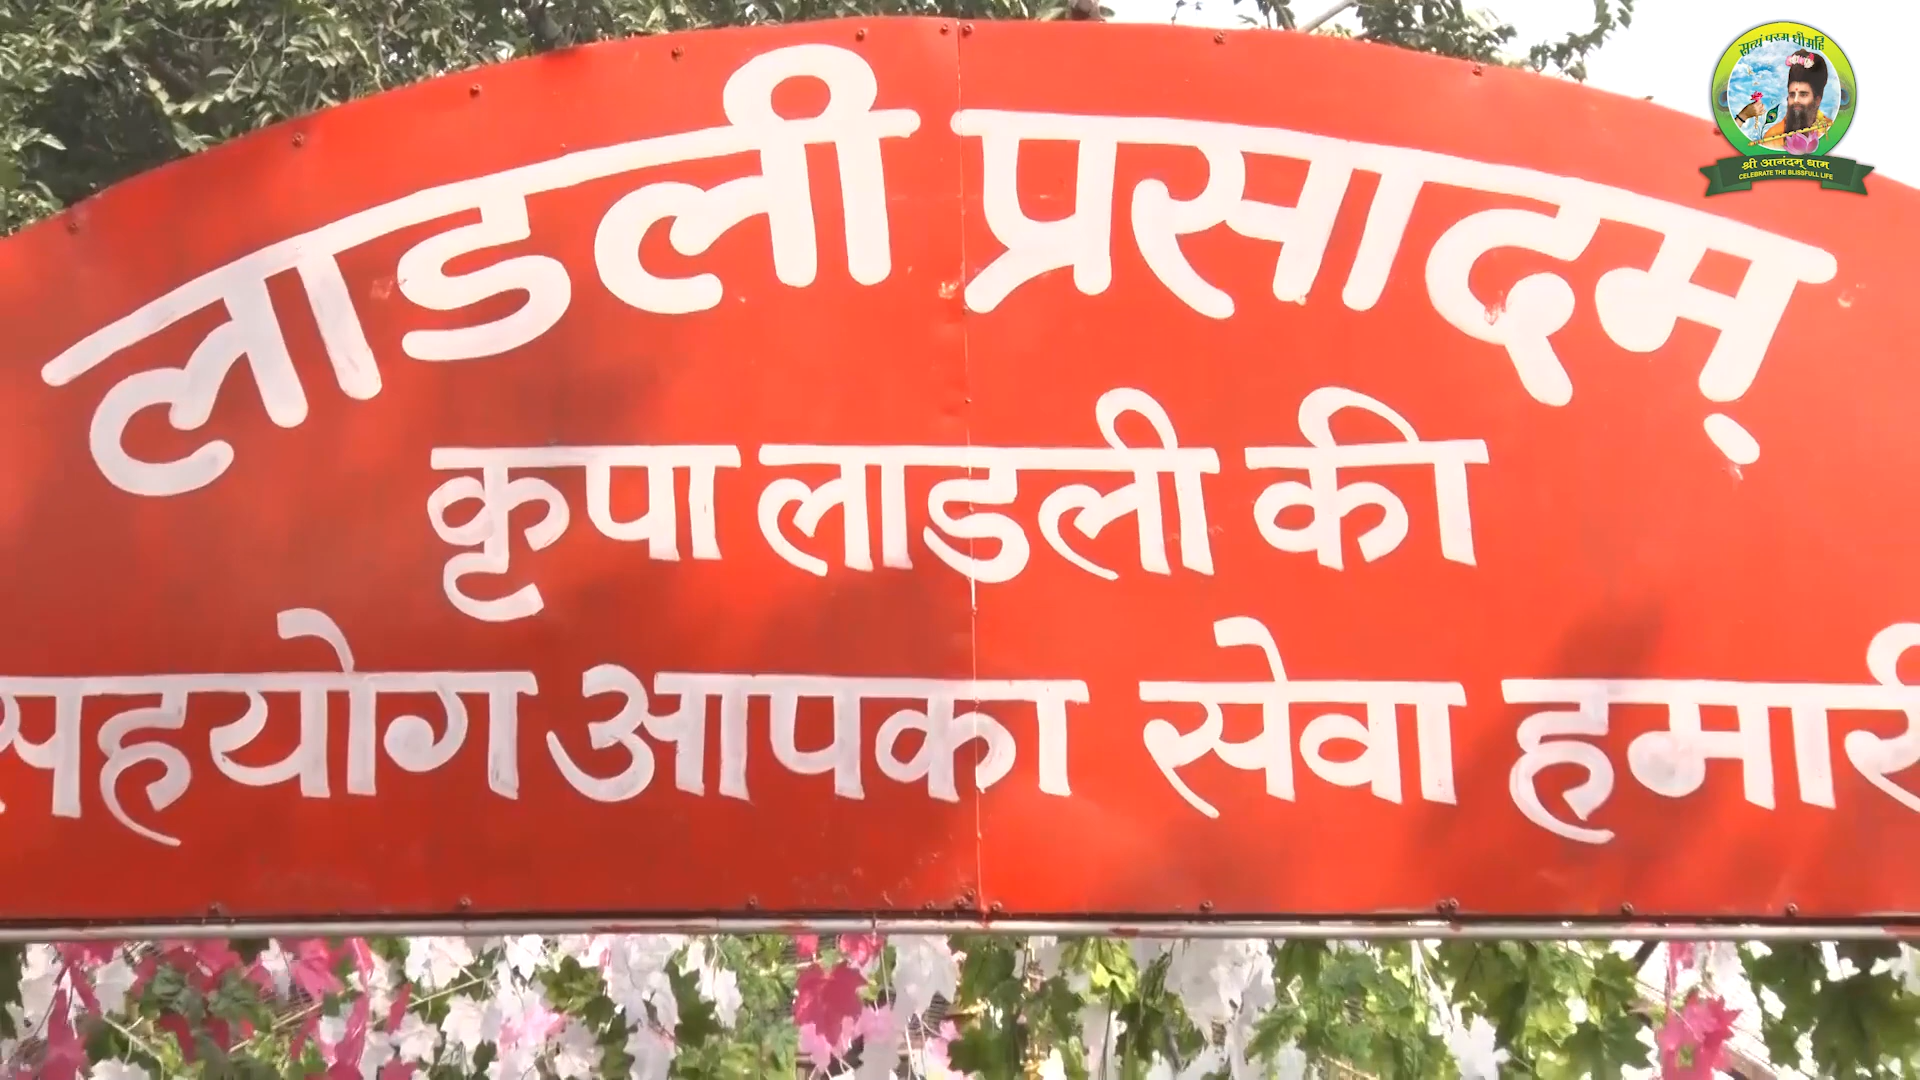 लाडली प्रसादम्
कृपा लाडली की
सहयोग आपका सेवा हमारी
सत्यं परम धीमहि
श्री आनंदम् धाम
CELEBRATE THE BLISSFULL LIFE